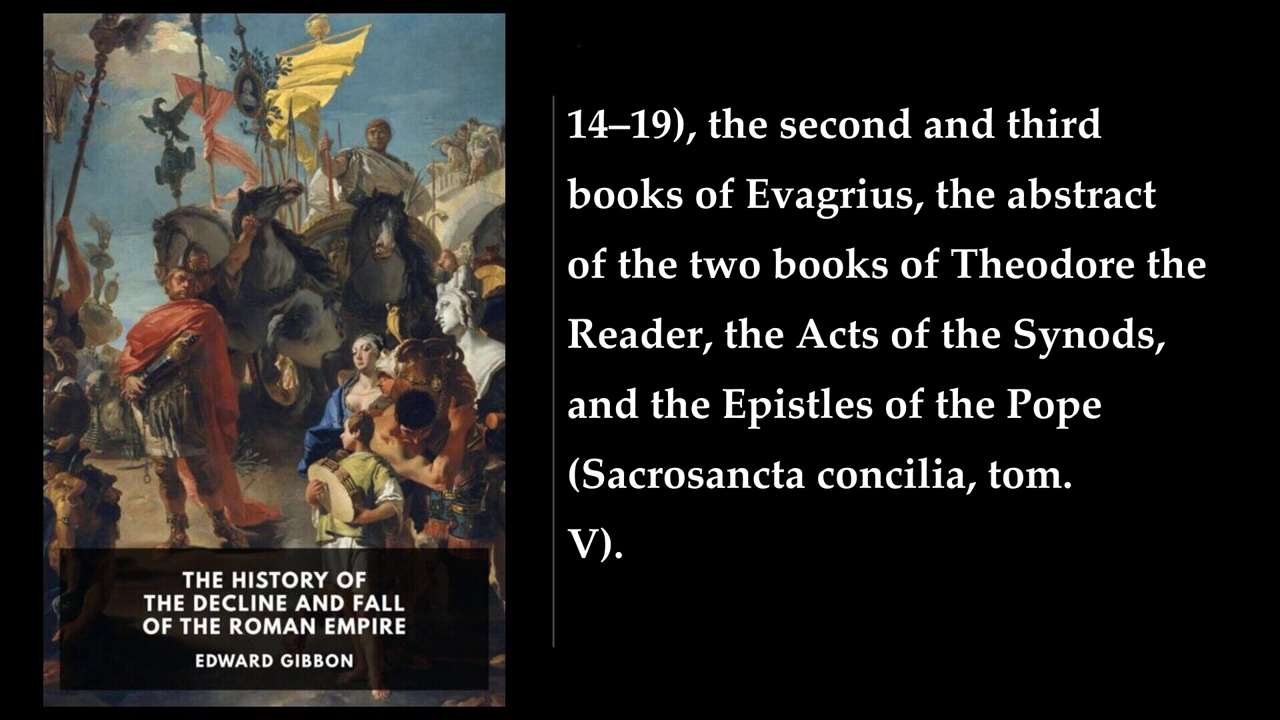 14–19), the second and third
books of Evagrius, the abstract
of the two books of Theodore the
Reader, the Acts of the Synods,
and the Epistles of the Pope
(Sacrosancta concilia, tom.
V).
THE HISTORY OF
THE DECLINE AND FALL
OF THE ROMAN EMPIRE
EDWARD GIBBON